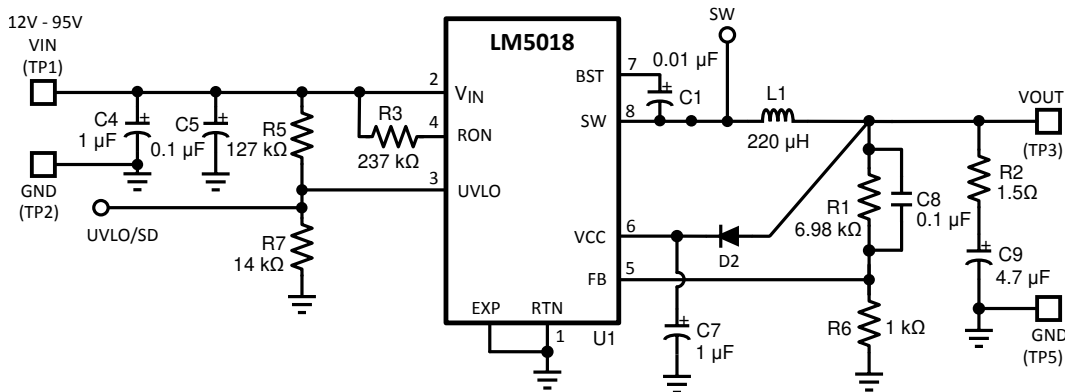 12V - 95V
VIN
(TP1)
GND
(TP2)
C4
+
1 µF
C5
+
0.1 µF
R5
127 kΩ
R3
237 kΩ
UVLO/SD
R7
14 kΩ
LM5018
2
VIN
4
RON
3
UVLO
EXP
RTN
1
U1
BST
7
SW
8
VCC
6
FB
5
0.01 µF
+
C1
SW
L1
220 µH
D2
+
C7
1 µF
R1
6.98 kΩ
C8
0.1 µF
R6
1 kΩ
R2
1.5Ω
+
C9
4.7 µF
VOUT
(TP3)
GND
(TP5)